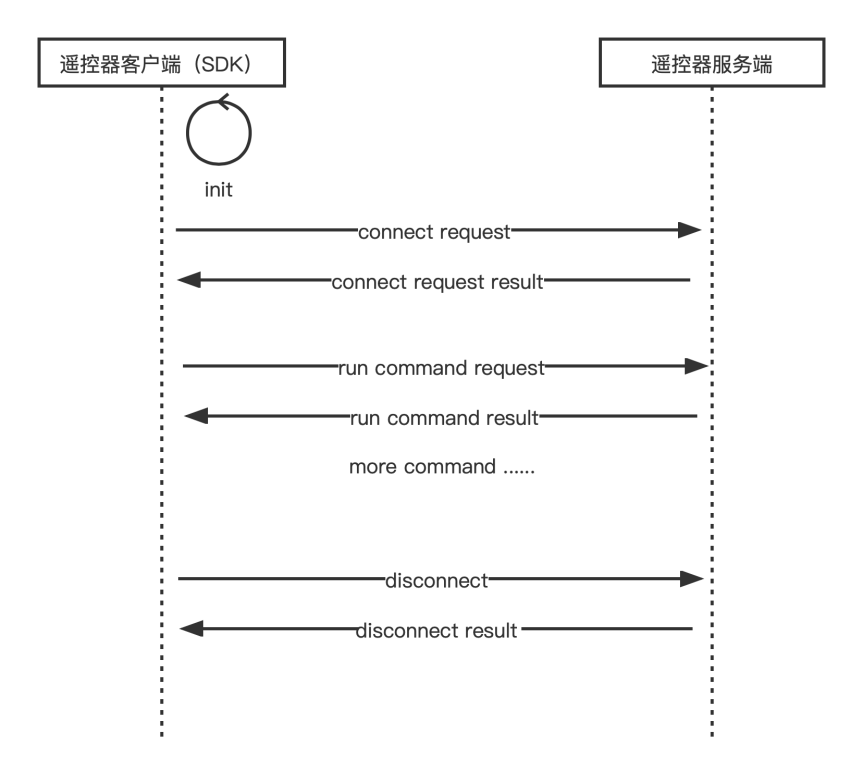 遥控器客户端（SDK）
遥控器服务端
init
connect request
connect request result
run command request
run command result
more command ......
disconnect
disconnect result